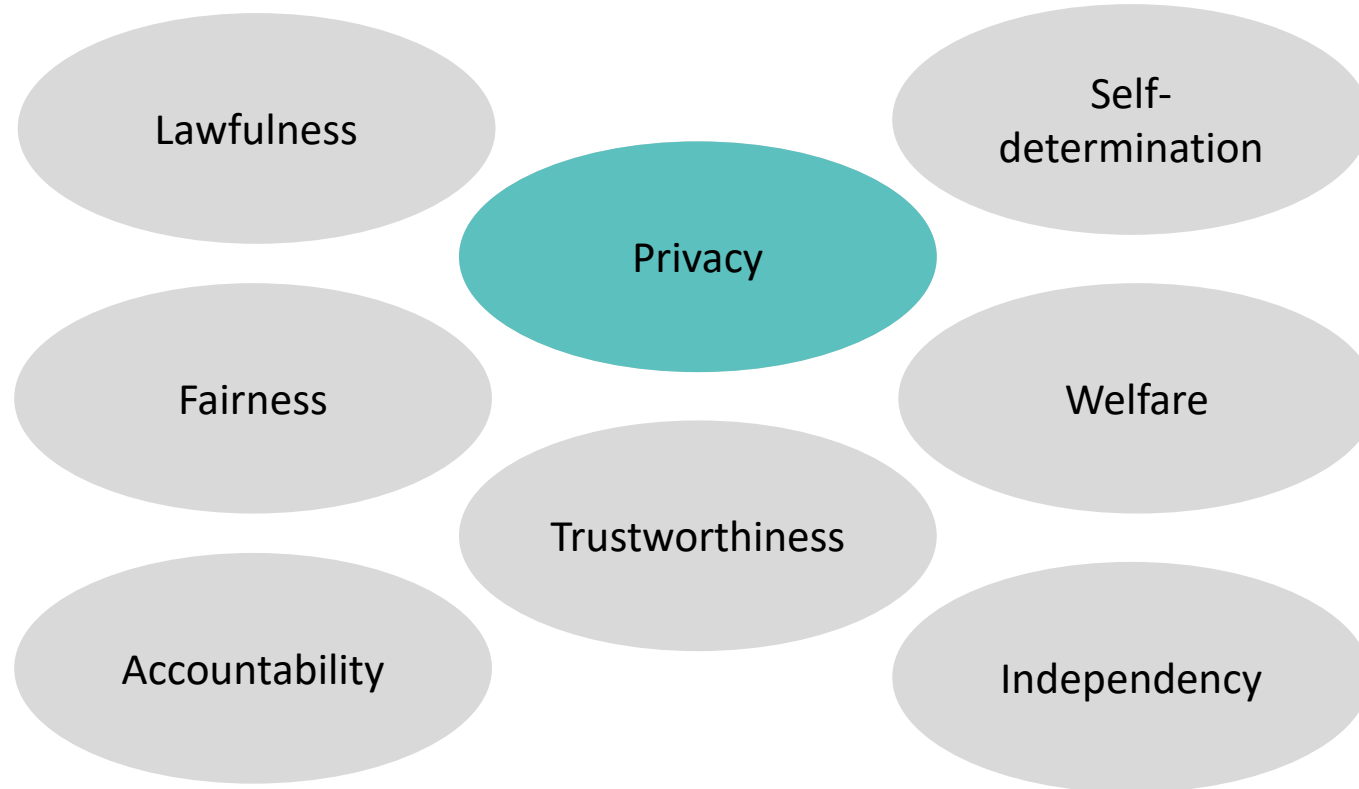 Lawfulness
Self-
determination
Privacy
Fairness
Welfare
Trustworthiness
Accountability
Independency